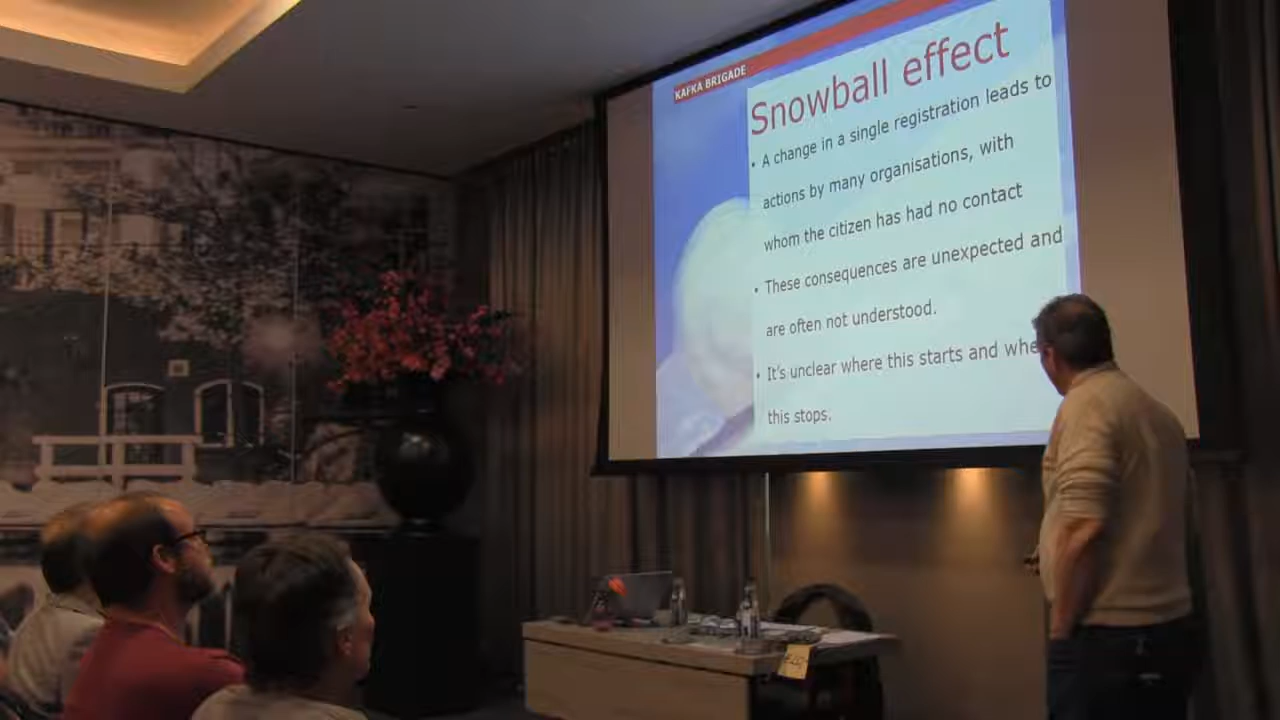 KAFKA BRIGADE
Snowball effect
• A change in a single registration leads to
actions by many organisations, with
whom the citizen has had no contact
• These consequences are unexpected and
are often not understood.
• It's unclear where this starts and whe
this stops.